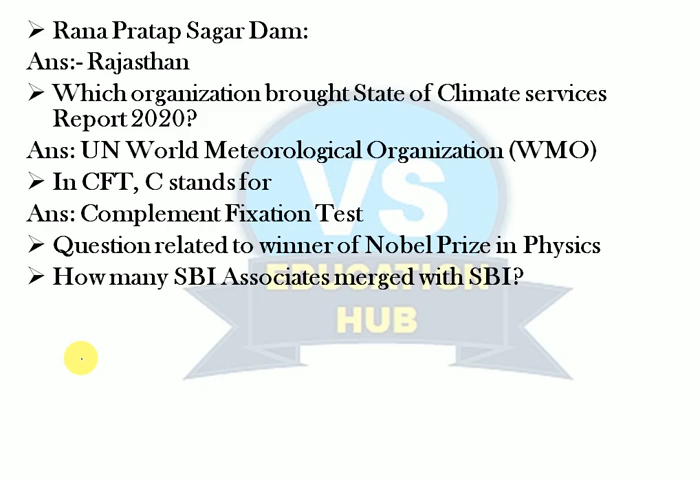 ➢ Rana Pratap Sagar Dam:
Ans:- Rajasthan
➢ Which organization brought State of Climate services
Report 2020?
Ans: UN World Meteorological Organization (WMO)
➢ In CFT, C stands for
Ans: Complement Fixation Test
➢ Question related to winner of Nobel Prize in Physics
➢ How many SBI Associates merged with SBI?
VS
EDUCATION
HUB